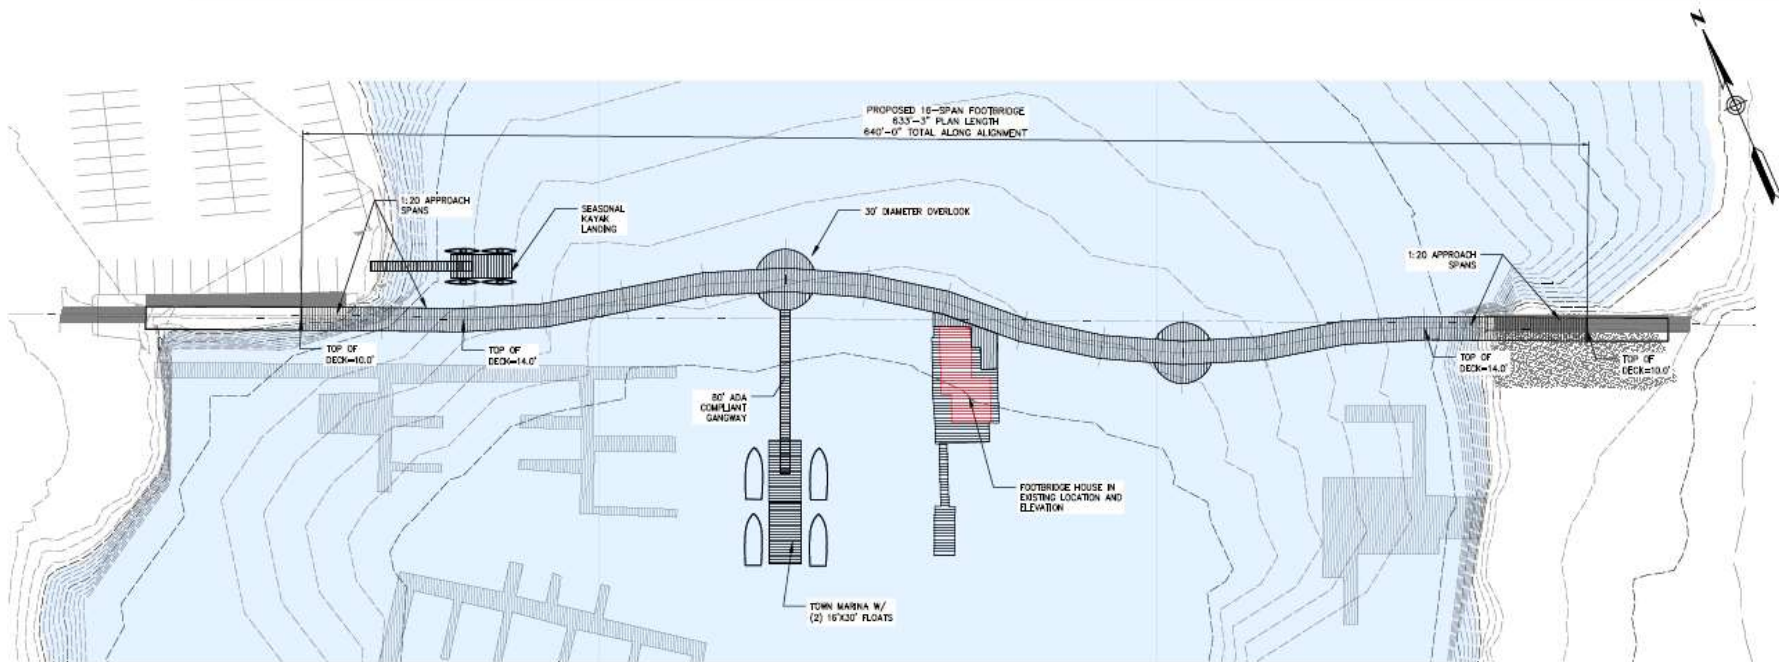 N
PROPOSED 16-SPAN FOOTBRIDGE
633'-3" PLAN LENGTH
640'-0" TOTAL ALONG ALIGNMENT
1:20 APPROACH
SPANS
SEASONAL
KAYAK
LANDING
30' DIAMETER OVERLOOK
1:20 APPROACH
SPANS
TOP OF
DECK=10.0'
TOP OF
DECK=14.0'
TOP OF
DECK=14.0'
TOP OF
DECK=10.0'
80' ADA
COMPLIANT
GANGWAY
FOOTBRIDGE HOUSE IN
EXISTING LOCATION AND
ELEVATION
TOWN MARINA W/
(2) 16'X30' FLOATS